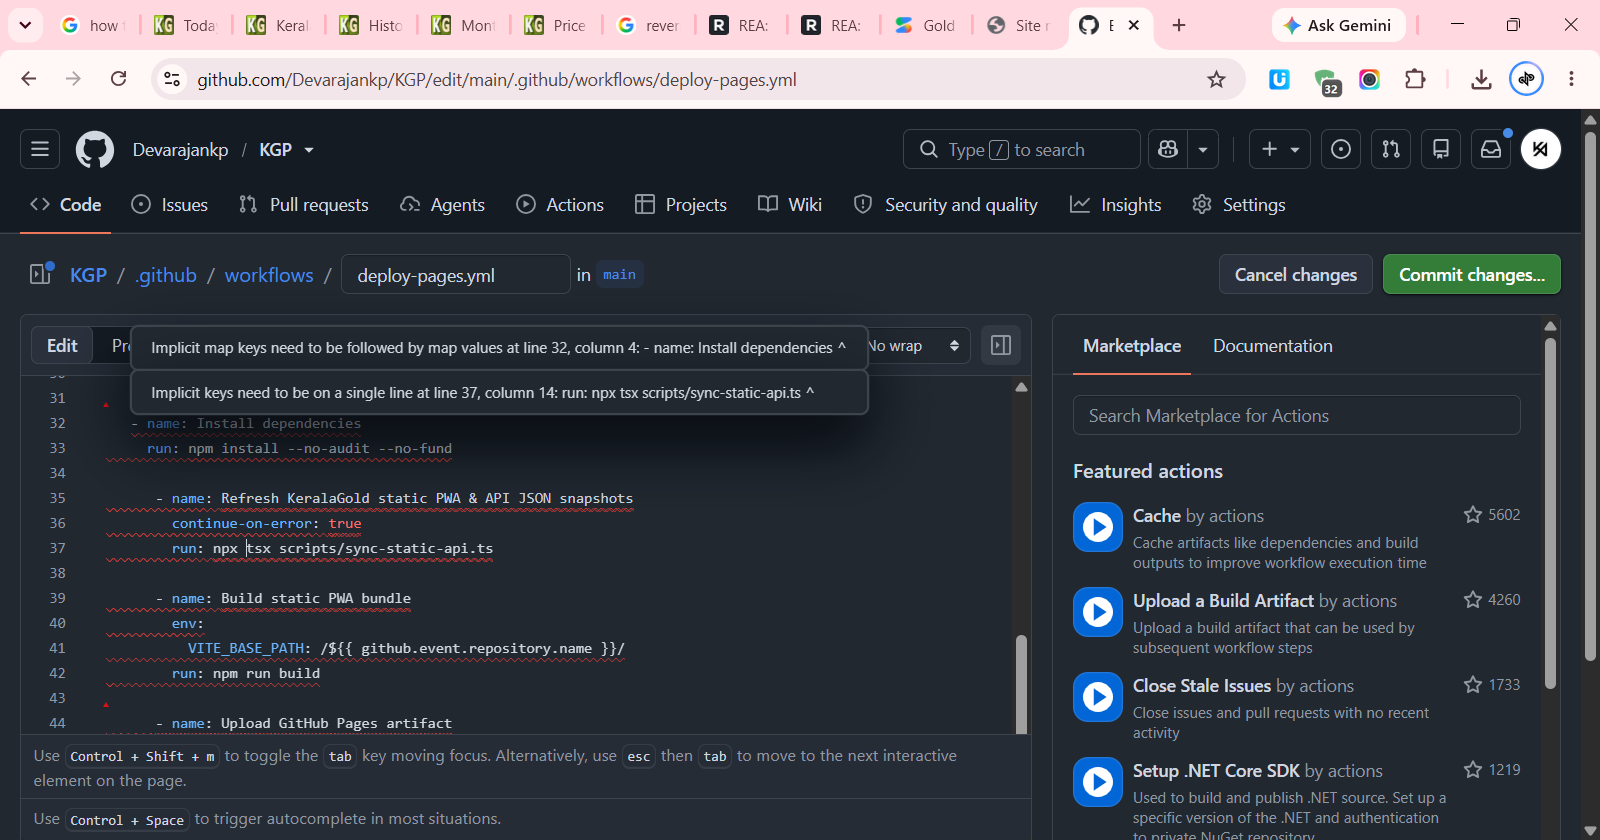 how
Toda
Keral
Histo
Mont
Price
rever
REA:
REA:
Gold
Site r
E
Ask Gemini
github.com/Devarajankp/KGP/edit/main/.github/workflows/deploy-pages.yml
32
Devarajankp / KGP
Type / to search
Code
Issues
Pull requests
Agents
Actions
Projects
Wiki
Security and quality
Insights
Settings
KGP / .github / workflows / deploy-pages.yml in main
Cancel changes
Commit changes...
Edit
Pr
No wrap
Implicit map keys need to be followed by map values at line 32, column 4: - name: Install dependencies ^
Implicit keys need to be on a single line at line 37, column 14: run: npx tsx scripts/sync-static-api.ts ^
31
32 - name: Install dependencies
33 run: npm install --no-audit --no-fund
34
35 - name: Refresh KeralaGold static PWA & API JSON snapshots
36 continue-on-error: true
37 run: npx tsx scripts/sync-static-api.ts
38
39 - name: Build static PWA bundle
40 env:
41 VITE_BASE_PATH: /${{ github.event.repository.name }}/
42 run: npm run build
43
44 - name: Upload GitHub Pages artifact
Use Control + Shift + m to toggle the tab key moving focus. Alternatively, use esc then tab to move to the next interactive
element on the page.
Use Control + Space to trigger autocomplete in most situations.
Marketplace
Documentation
Search Marketplace for Actions
Featured actions
Cache by actions
5602
Cache artifacts like dependencies and build
outputs to improve workflow execution time
Upload a Build Artifact by actions
4260
Upload a build artifact that can be used by
subsequent workflow steps
Close Stale Issues by actions
1733
Close issues and pull requests with no recent
activity
Setup .NET Core SDK by actions
1219
Used to build and publish .NET source. Set up a
specific version of the .NET and authentication
to private NuGet repository